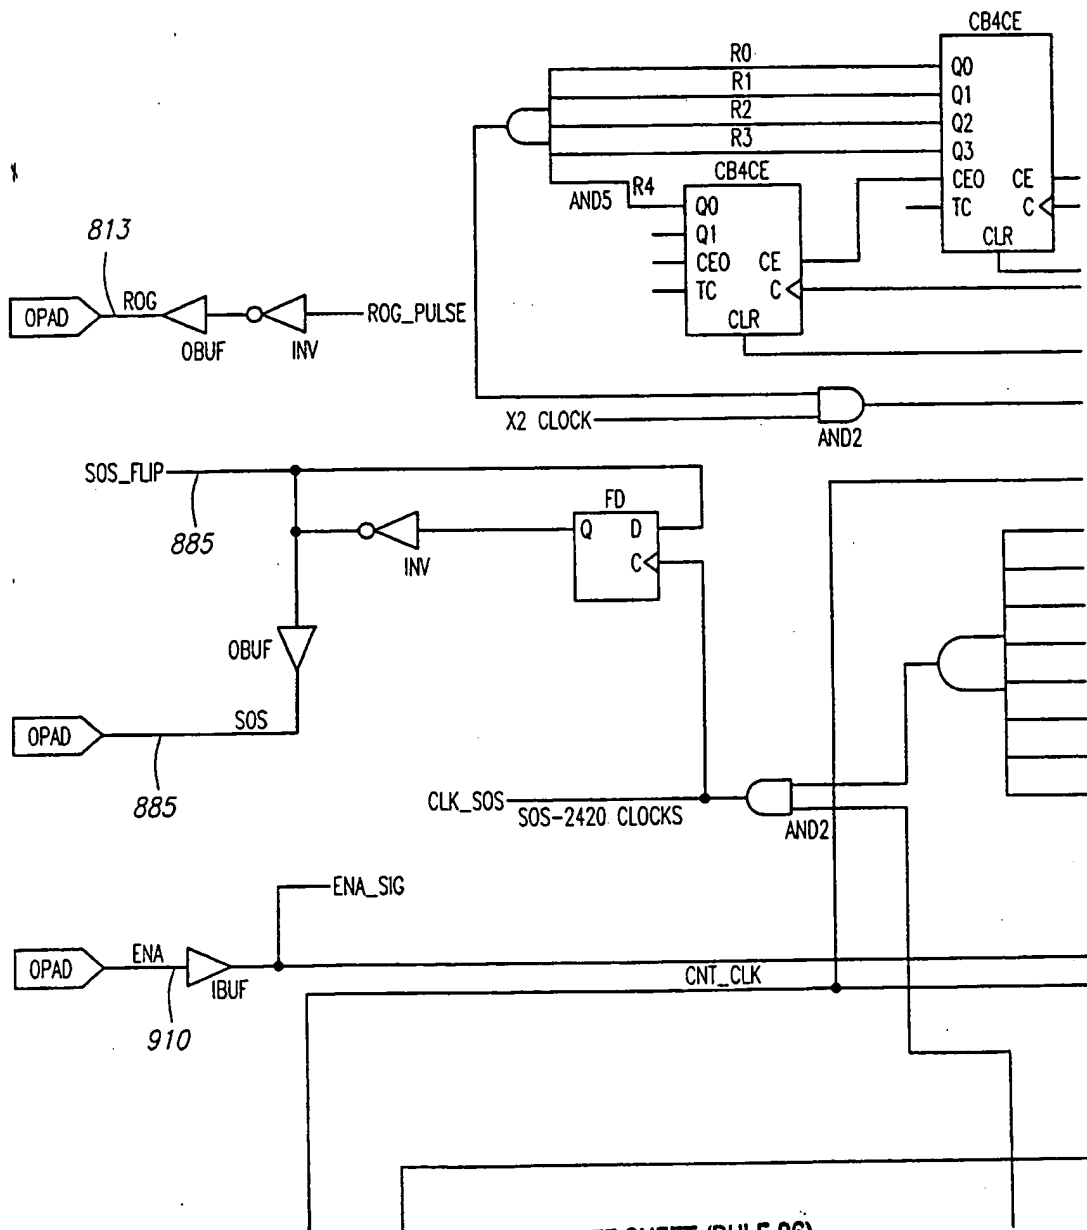 CB4CE
R0
Q0
R1
Q1
R2
Q2
R3
Q3
CB4CE
CEO CE
R4
AND5
Q0
TC C
Q1
CLR
813
CEO CE
TC C
OPAD
ROG
ROG_PULSE
CLR
OBUF
INV
X2 CLOCK
AND2
SOS_FLIP
FD
Q D
885
INV
C
OBUF
SOS
OPAD
885
CLK_SOS
SOS-2420 CLOCKS
AND2
ENA_SIG
ENA
OPAD
IBUF
CNT_CLK
910
(RULE 26)